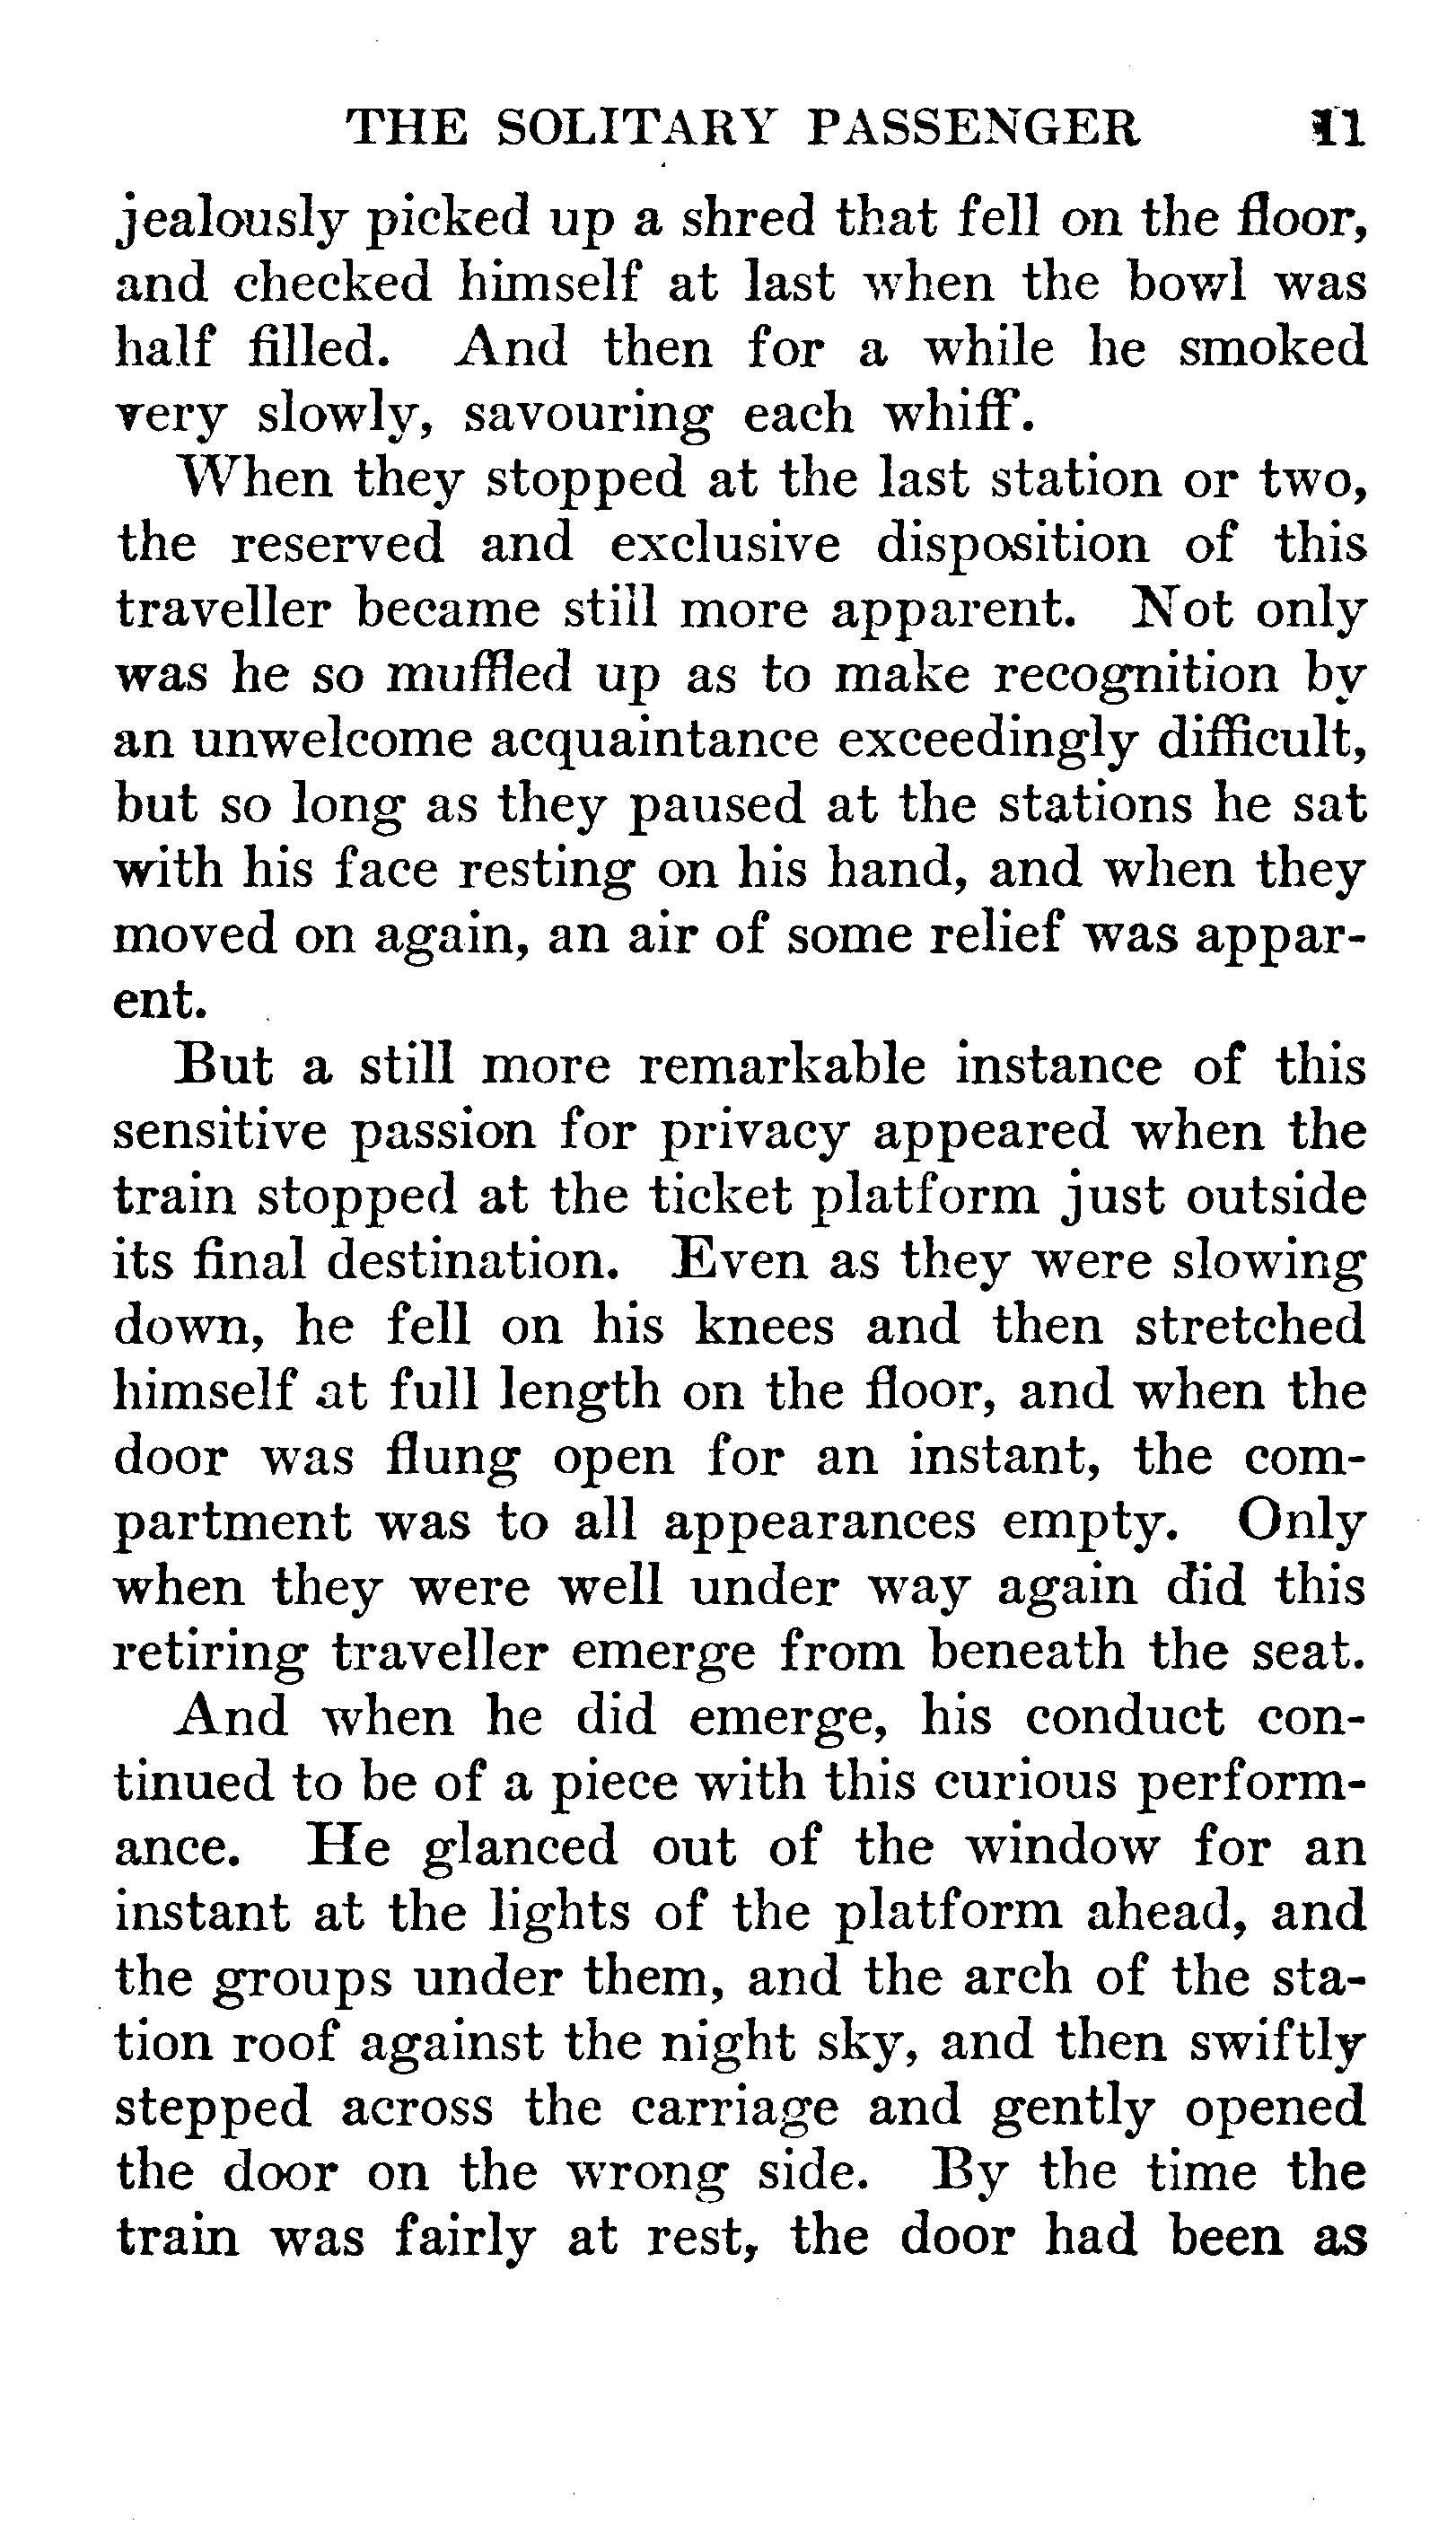 THE SOLITARY PASSENGER 11
jealously picked up a shred that fell on the floor,
and checked himself at last when the bowl was
half filled. And then for a while he smoked
very slowly, savouring each whiff.
When they stopped at the last station or two,
the reserved and exclusive disposition of this
traveller became still more apparent. Not only
was he so muffled up as to make recognition by
an unwelcome acquaintance exceedingly difficult,
but so long as they paused at the stations he sat
with his face resting on his hand, and when they
moved on again, an air of some relief was appar-
ent.
But a still more remarkable instance of this
sensitive passion for privacy appeared when the
train stopped at the ticket platform just outside
its final destination. Even as they were slowing
down, he fell on his knees and then stretched
himself at full length on the floor, and when the
door was flung open for an instant, the com-
partment was to all appearances empty. Only
when they were well under way again did this
retiring traveller emerge from beneath the seat.
And when he did emerge, his conduct con-
tinued to be of a piece with this curious perform-
ance. He glanced out of the window for an
instant at the lights of the platform ahead, and
the groups under them, and the arch of the sta-
tion roof against the night sky, and then swiftly
stepped across the carriage and gently opened
the door on the wrong side. By the time the
train was fairly at rest, the door had been as